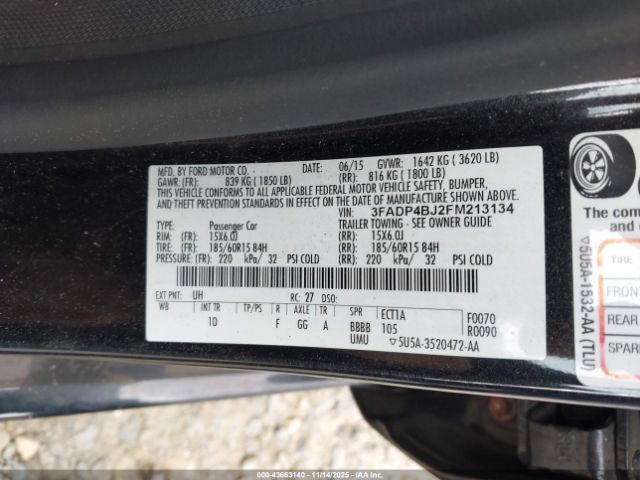 MFD. BY FORD MOTOR CO. DATE: 06/15 GVWR: 1642 KG ( 3620 LB)
GAWR: (FR): 839 KG ( 1850 LB) (RR): 816 KG ( 1800 LB)
THIS VEHICLE CONFORMS TO ALL APPLICABLE FEDERAL MOTOR VEHICLE SAFETY, BUMPER,
AND THEFT PREVENTION STANDARDS IN EFFECT ON THE DATE OF MANUFACTURE SHOWN ABOVE.
VIN: 3FADP4BJ2FM213134
TYPE: Passenger Car TRAILER TOWING - SEE OWNER GUIDE
RIM: (FR): 15X6.0J (RR): 15X6.0J
TIRE: (FR): 185/60R15 84H (RR): 185/60R15 84H
PRESSURE: (FR): 220 kPa/ 32 PSI COLD (RR): 220 kPa/ 32 PSI COLD
EXT PNT: UH RC: 27 DSO:
WB INT TR TP/PS R AXLE TR SPR ECT1A F0070
1D F GG A BBBB 105 R0090
UMU ▽5U5A-3520472-AA
The com
possible
TIRE
FRONT
REAR
SPARE
▽5U5A-1532-AA (TLU)
00-43663140 - 11/14/2025 - IAAI.COM